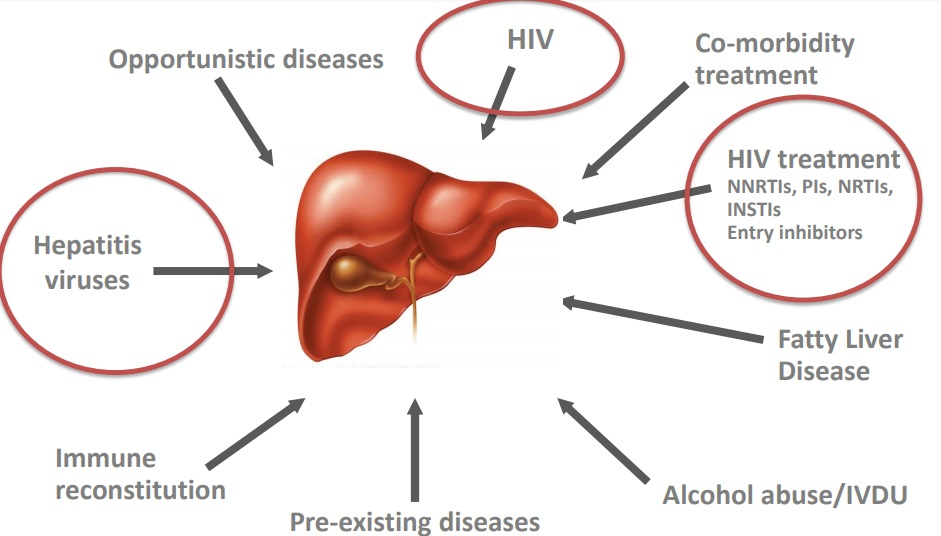 HIV
Opportunistic diseases
Co-morbidity
treatment
HIV treatment
NNRTIs, PIs, NRTIs,
INSTIs
Entry inhibitors
Hepatitis
viruses
Fatty Liver
Disease
Immune
reconstitution
Pre-existing diseases
Alcohol abuse/IVDU